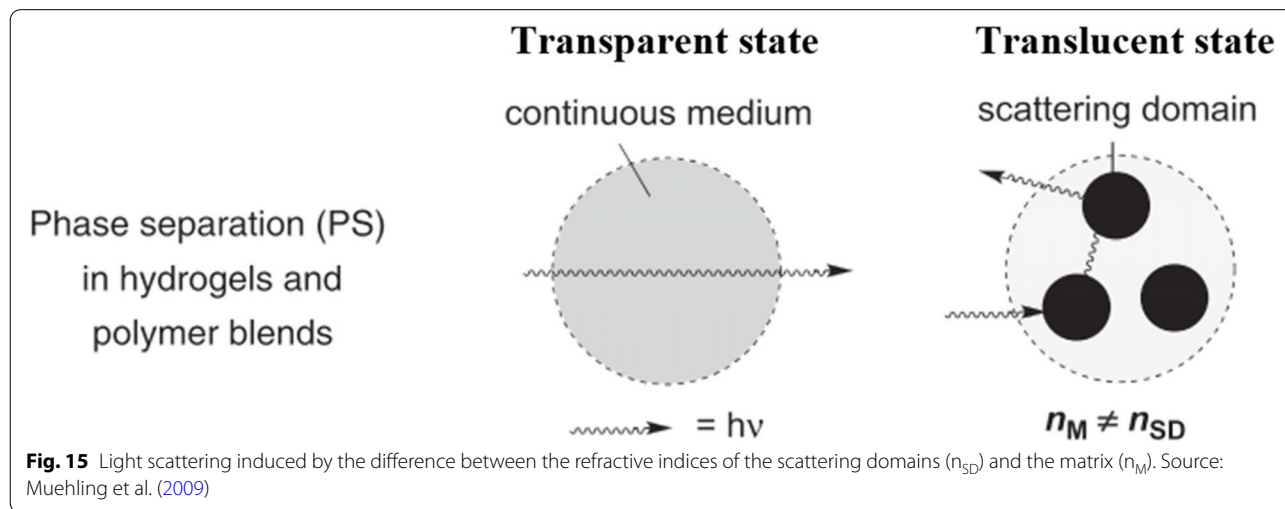 Transparent state
Translucent state
continuous medium
scattering domain
Phase separation (PS)
in hydrogels and
polymer blends
= hν
n_M ≠ n_SD
Fig. 15 Light scattering induced by the difference between the refractive indices of the scattering domains (n_SD) and the matrix (n_M). Source:
Muehling et al. (2009)